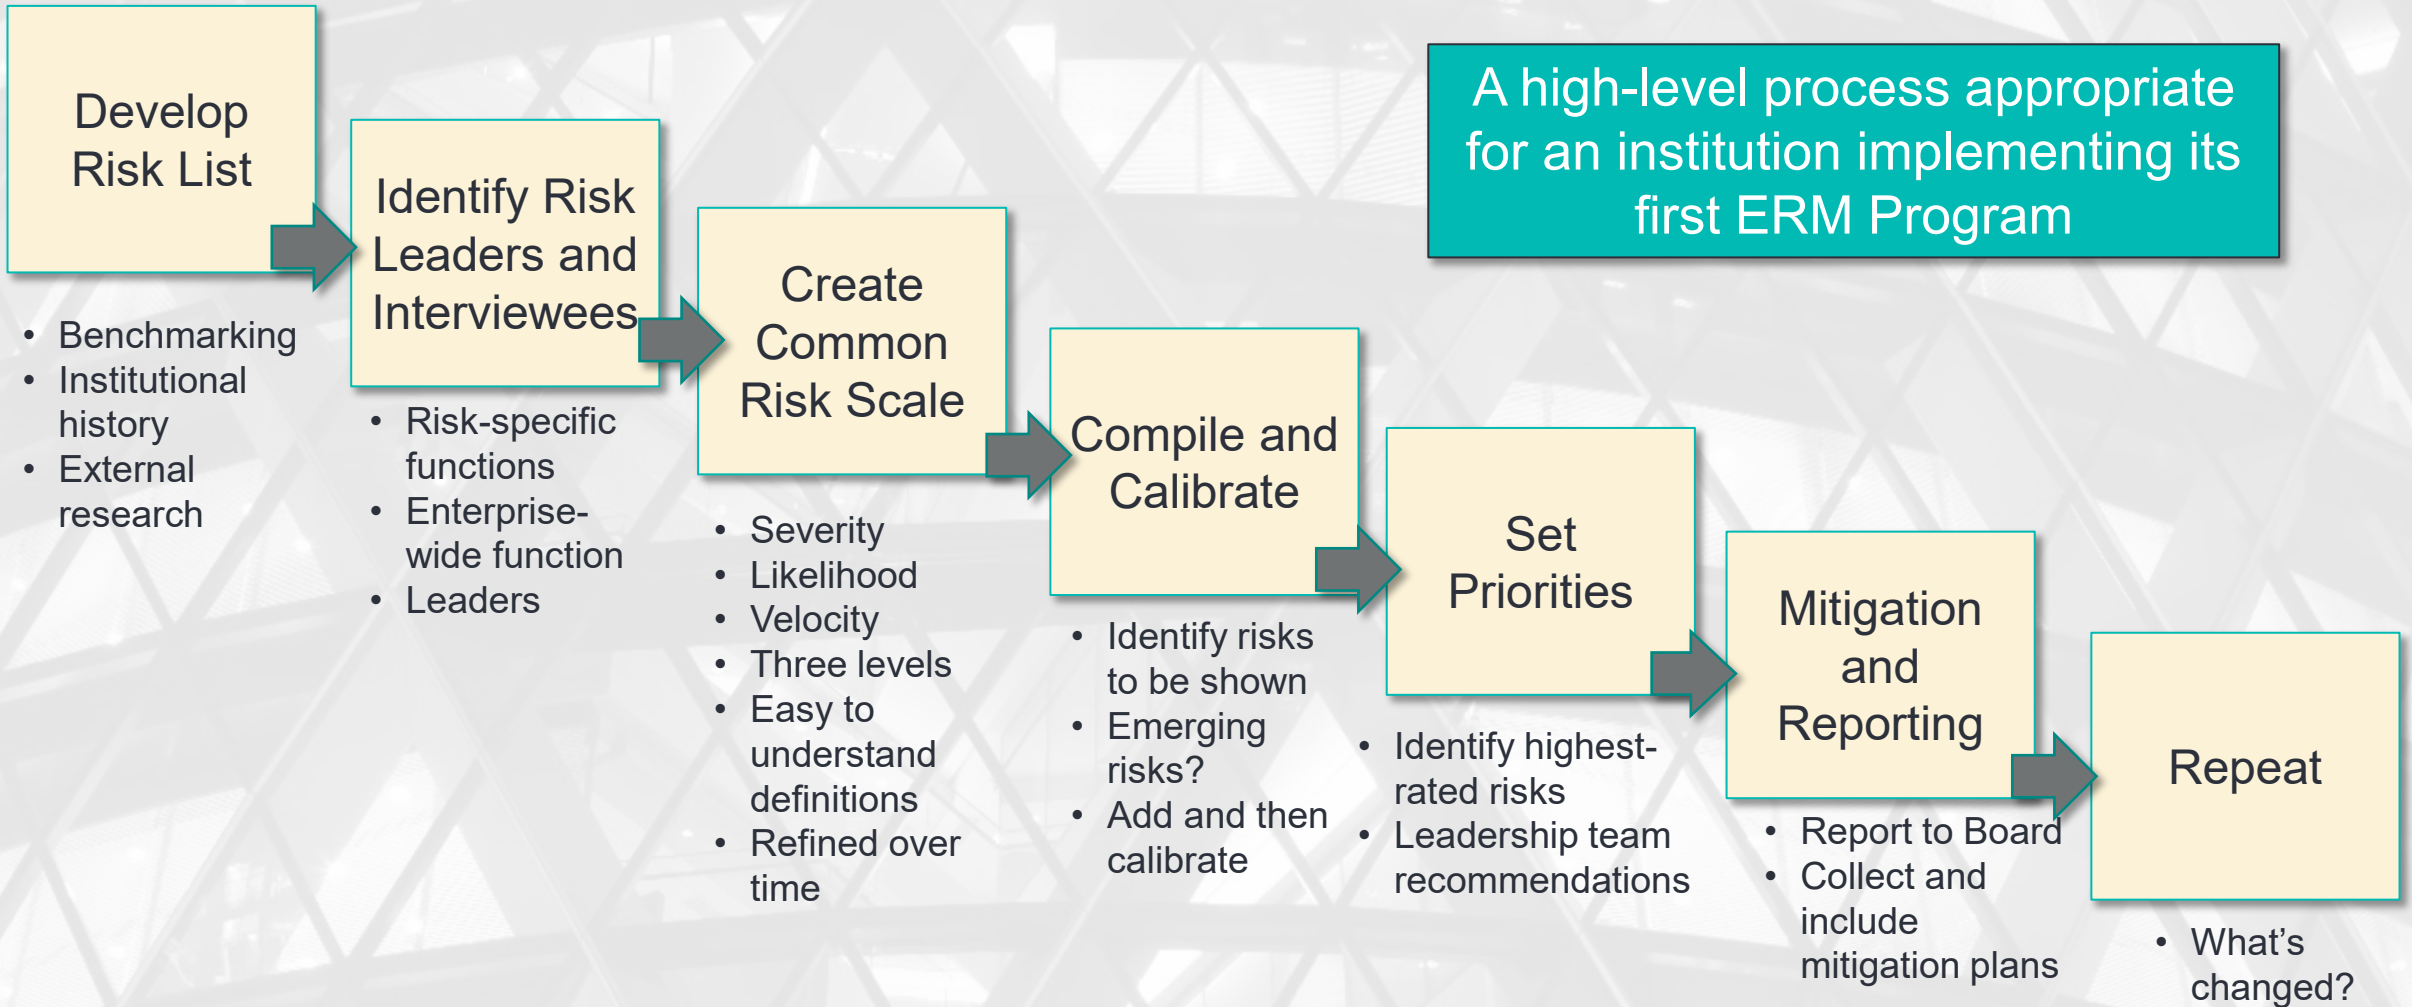 Develop
Risk List
• Benchmarking
• Institutional
history
• External
research
Identify Risk
Leaders and
Interviewees
• Risk-specific
functions
• Enterprise-
wide function
• Leaders
Create
Common
Risk Scale
• Severity
• Likelihood
• Velocity
• Three levels
• Easy to
understand
definitions
• Refined over
time
Compile and
Calibrate
• Identify risks
to be shown
• Emerging
risks?
• Add and then
calibrate
Set
Priorities
• Identify highest-
rated risks
• Leadership team
recommendations
Mitigation
and
Reporting
• Report to Board
• Collect and
include
mitigation plans
Repeat
• What's
changed?
A high-level process appropriate
for an institution implementing its
first ERM Program